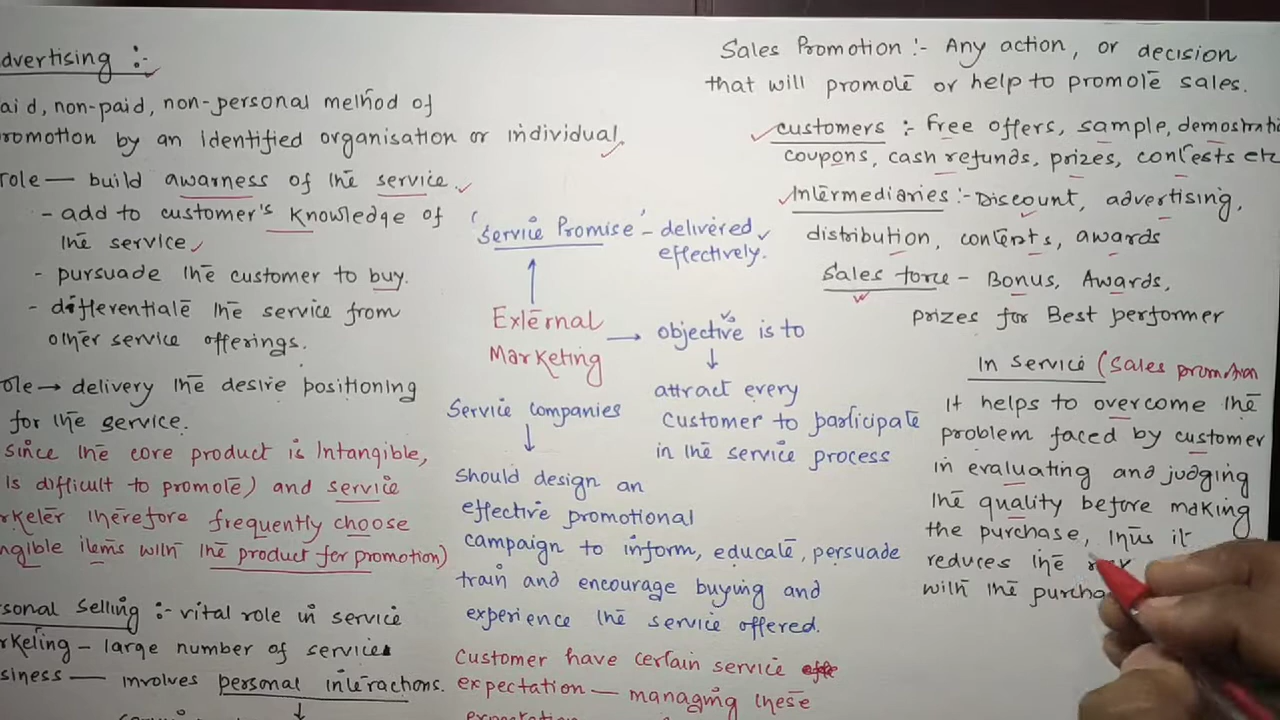 dvertising :-
aid, non-paid, non-personal method of
romotion by an identified organisation or individual
role — build awarness of the service.
- add to customer's knowledge of
the service
- pursuade the customer to buy.
- differentiate the service from
other service offerings.
ole → delivery the desire positioning
for the service.
since the core product is Intangible,
is difficult to promote) and service
rketer therefore frequently choose
ngible items with the product for promotion)
sonal Selling :- vital role in service
rketing - large number of service
siness — involves personal interactions.
'Service Promise' - delivered
effectively.
External
Marketing
objective is to
attract every
customer to participate
in the service process
Service companies
should design an
effective promotional
campaign to inform, educate, persuade
train and encourage buying and
experience the service offered.
Customer have certain service
expectation — managing these
Sales Promotion :- Any action, or decision
that will promote or help to promote sales.
customers :- Free offers, sample, demostrati
coupons, cash refunds, prizes, contests etc
Intermediaries :- Discount, advertising,
distribution, contepts, awards
Sales force - Bonus, Awards,
prizes for Best performer
In service (sales promotion
it helps to overcome the
problem faced by customer
in evaluating and judging
the quality before making
the purchase, thus it
reduces the
with the purcha